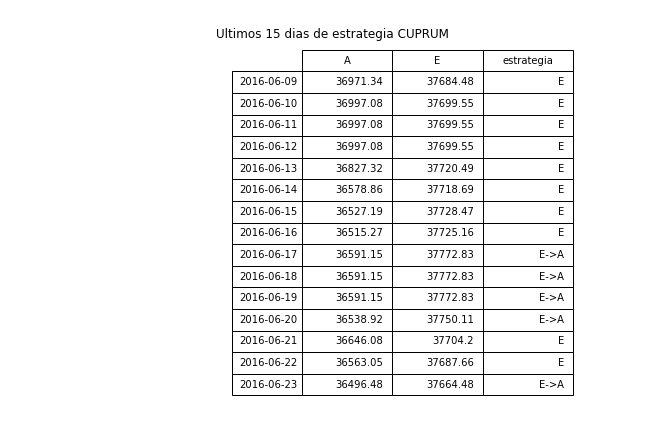 Ultimos 15 dias de estrategia CUPRUM
A E estrategia
2016-06-09 36971.34 37684.48 E
2016-06-10 36997.08 37699.55 E
2016-06-11 36997.08 37699.55 E
2016-06-12 36997.08 37699.55 E
2016-06-13 36827.32 37720.49 E
2016-06-14 36578.86 37718.69 E
2016-06-15 36527.19 37728.47 E
2016-06-16 36515.27 37725.16 E
2016-06-17 36591.15 37772.83 E->A
2016-06-18 36591.15 37772.83 E->A
2016-06-19 36591.15 37772.83 E->A
2016-06-20 36538.92 37750.11 E->A
2016-06-21 36646.08 37704.2 E
2016-06-22 36563.05 37687.66 E
2016-06-23 36496.48 37664.48 E->A